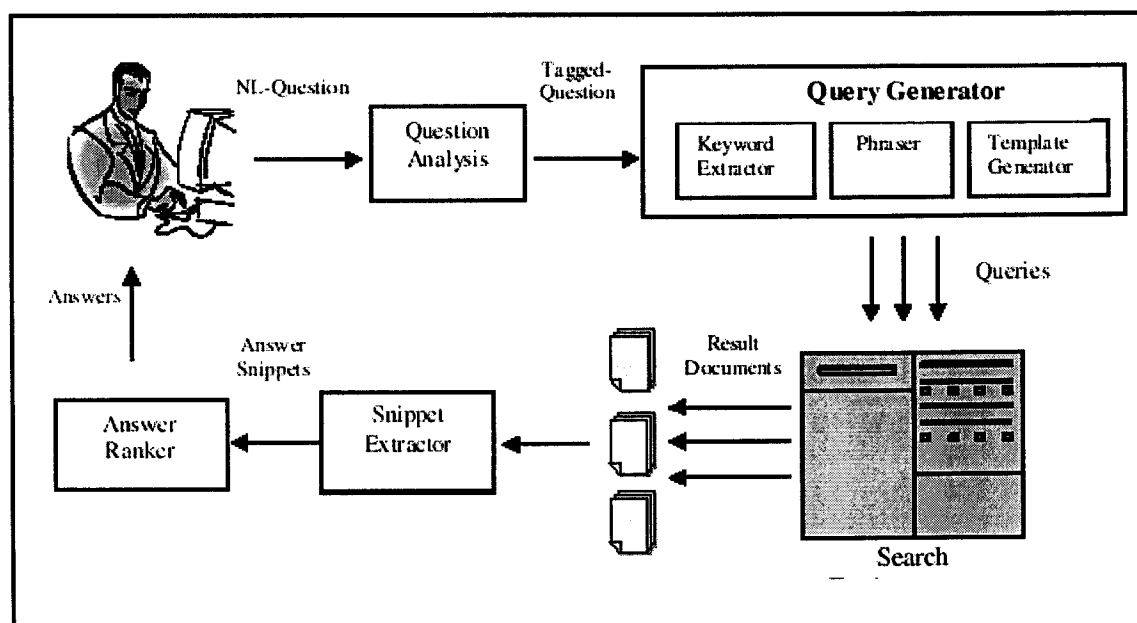 NL-Question
Tagged-
Question
Query Generator
Question
Analysis
Keyword
Extractor
Phraser
Template
Generator
Queries
Answers
Answer
Snippets
Result
Documents
Answer
Ranker
Snippet
Extractor
Search